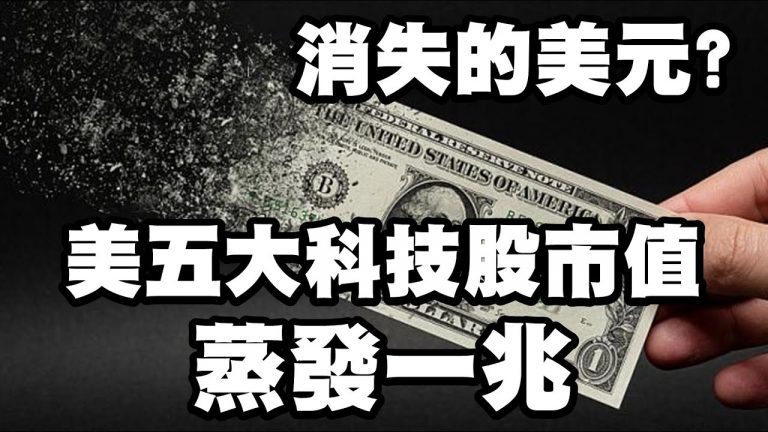 消失的美元?
FEDERAL RESERVE NOTE
THE UNITED STATES OF AMERICA
B
美五大科技股市值
蒸發一兆
1